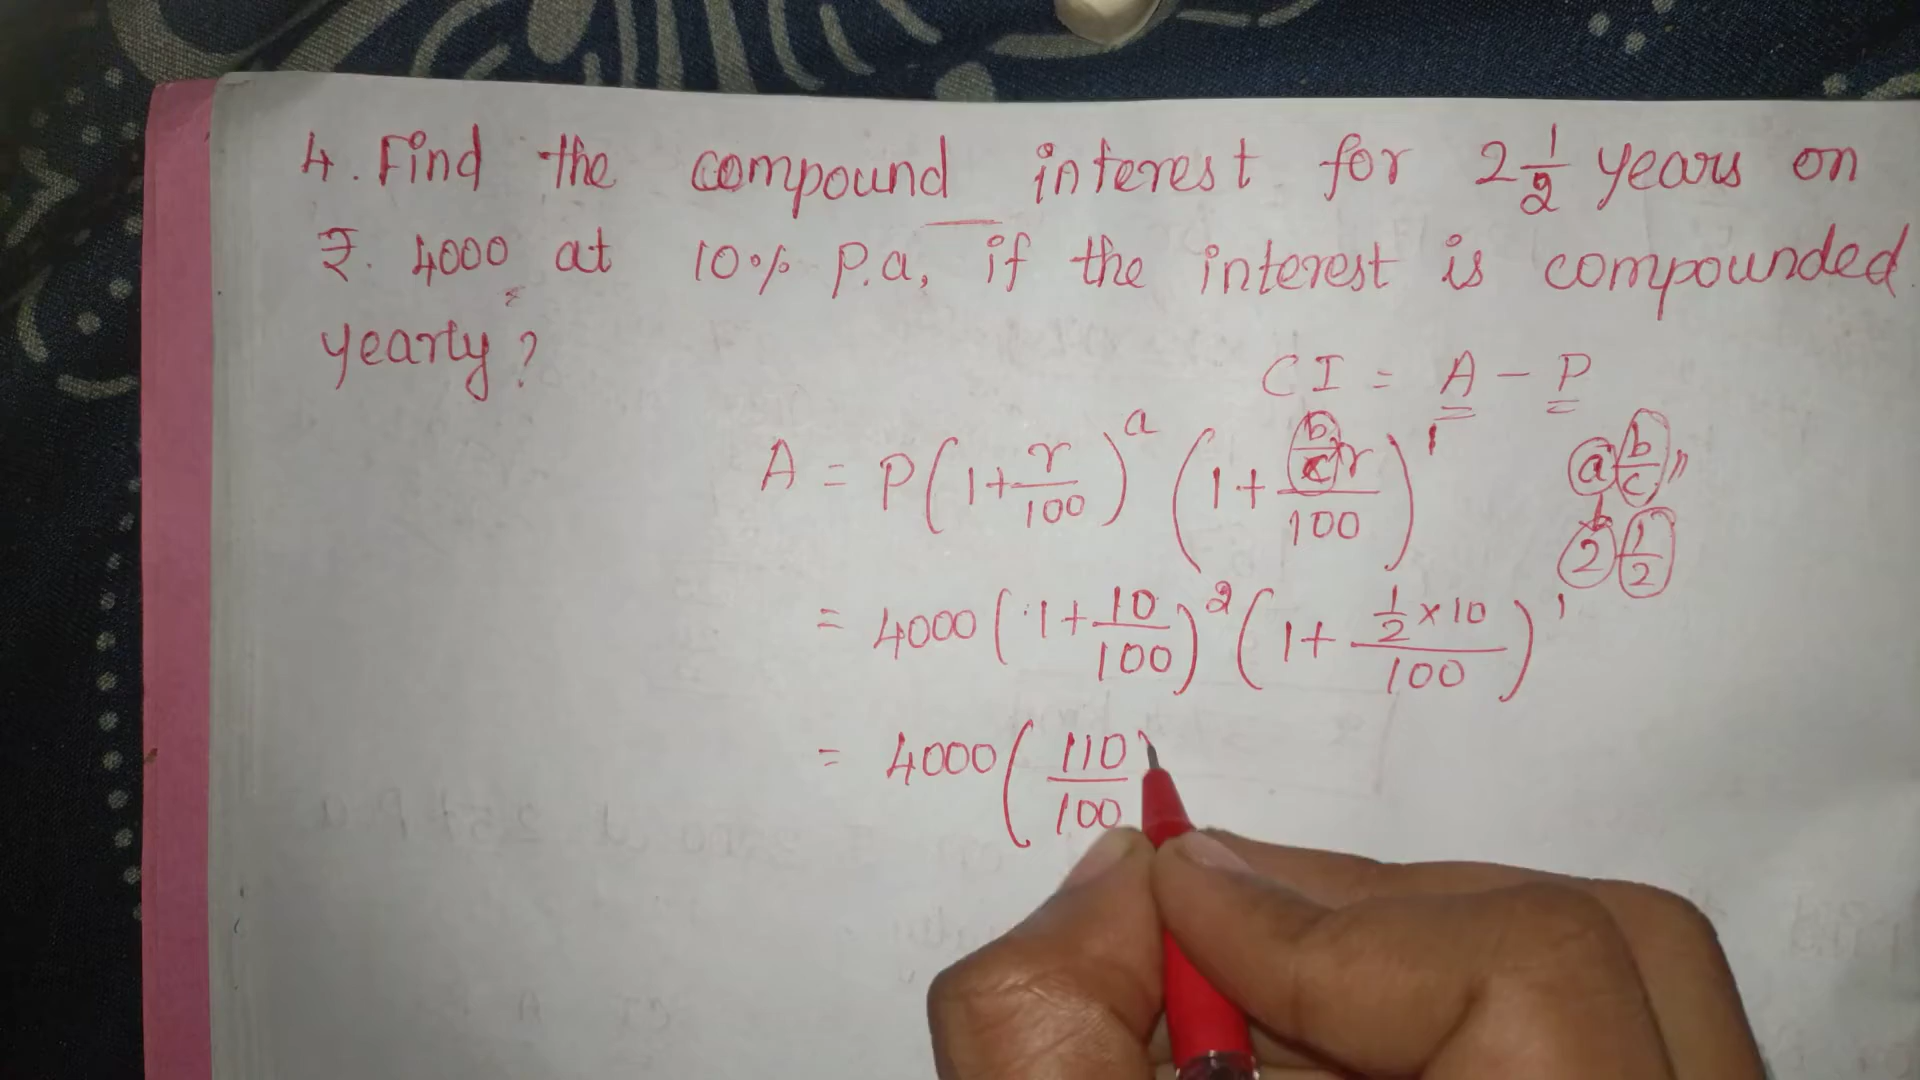 4. Find the compound interest for 2 1/2 years on
₹. 4000 at 10% P.a, if the interest is compounded
yearly?
CI = A - P
A = P(1+r/100)^a (1+(b/c)r/100)^1
a b/c "
2 1/2
= 4000(1+10/100)^2(1+(1/2×10)/100)^1
= 4000(110/100)